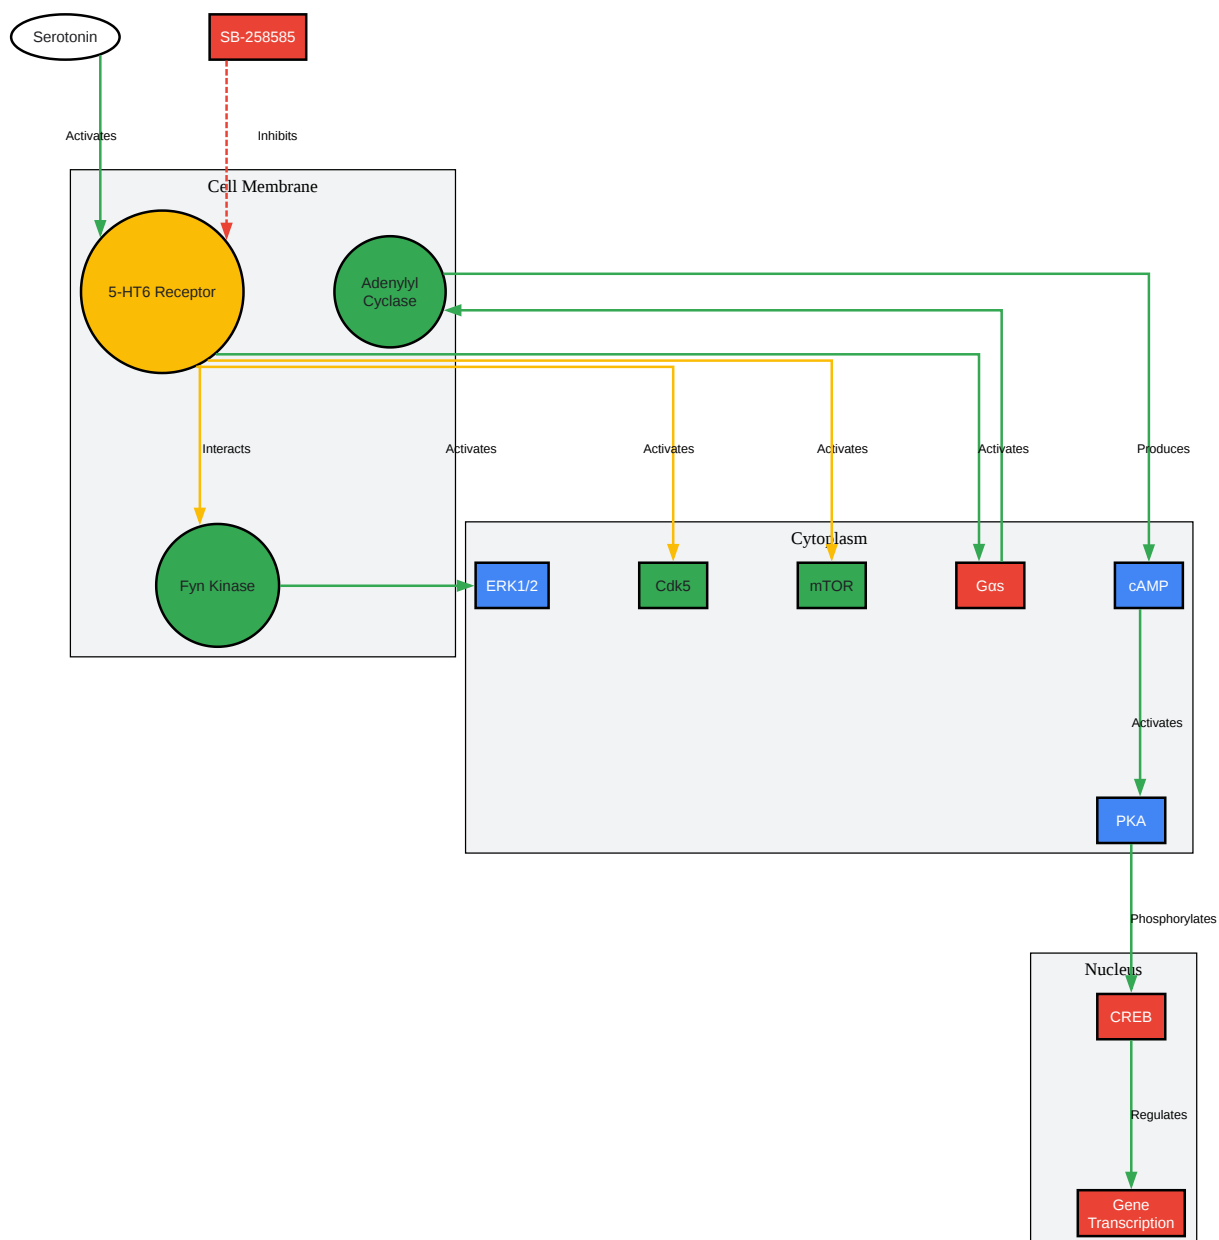 Serotonin
SB-258585
Activates
Inhibits
Cell Membrane
5-HT6 Receptor
Adenylyl
Cyclase
Interacts
Activates
Activates
Activates
Activates
Produces
Cytoplasm
Fyn Kinase
ERK1/2
Cdk5
mTOR
Gαs
cAMP
Activates
PKA
Phosphorylates
Nucleus
CREB
Regulates
Gene
Transcription